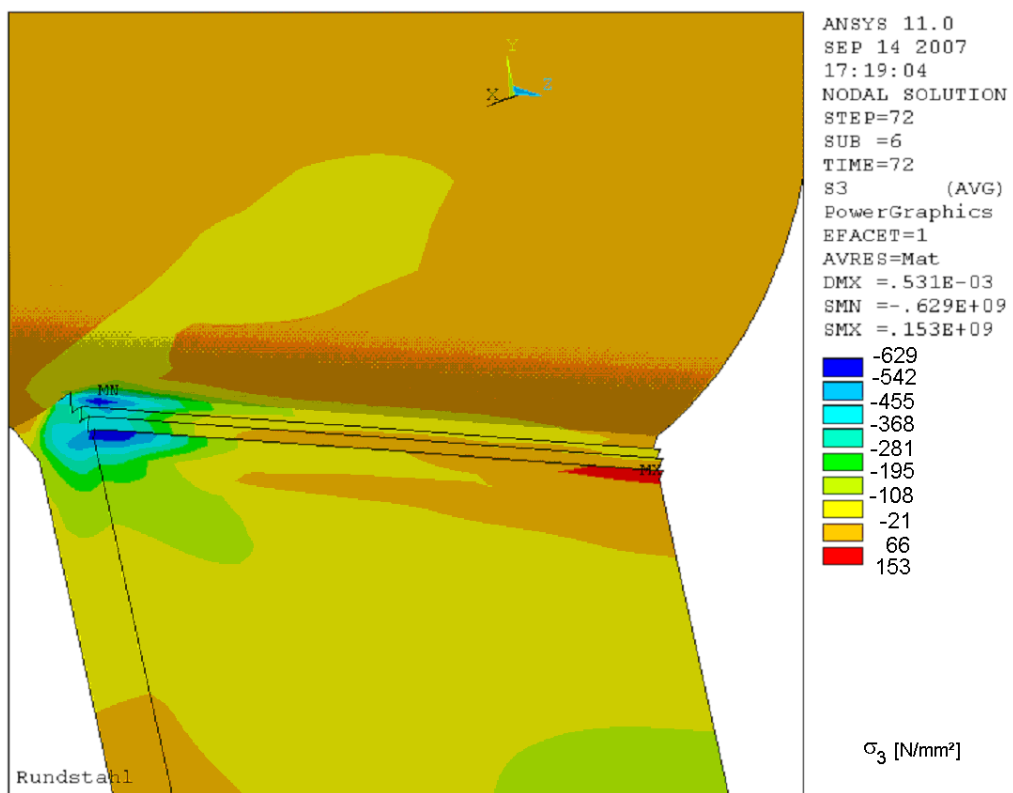 ANSYS 11.0
SEP 14 2007
17:19:04
NODAL SOLUTION
STEP=72
SUB =6
TIME=72
S3 (AVG)
PowerGraphics
EFACET=1
AVRES=Mat
DMX =.531E-03
SMN =-.629E+09
SMX =.153E+09
-629
-542
-455
-368
-281
-195
-108
-21
66
153
σ3 [N/mm²]
Y
X
Z
MN
MX
Rundstahl